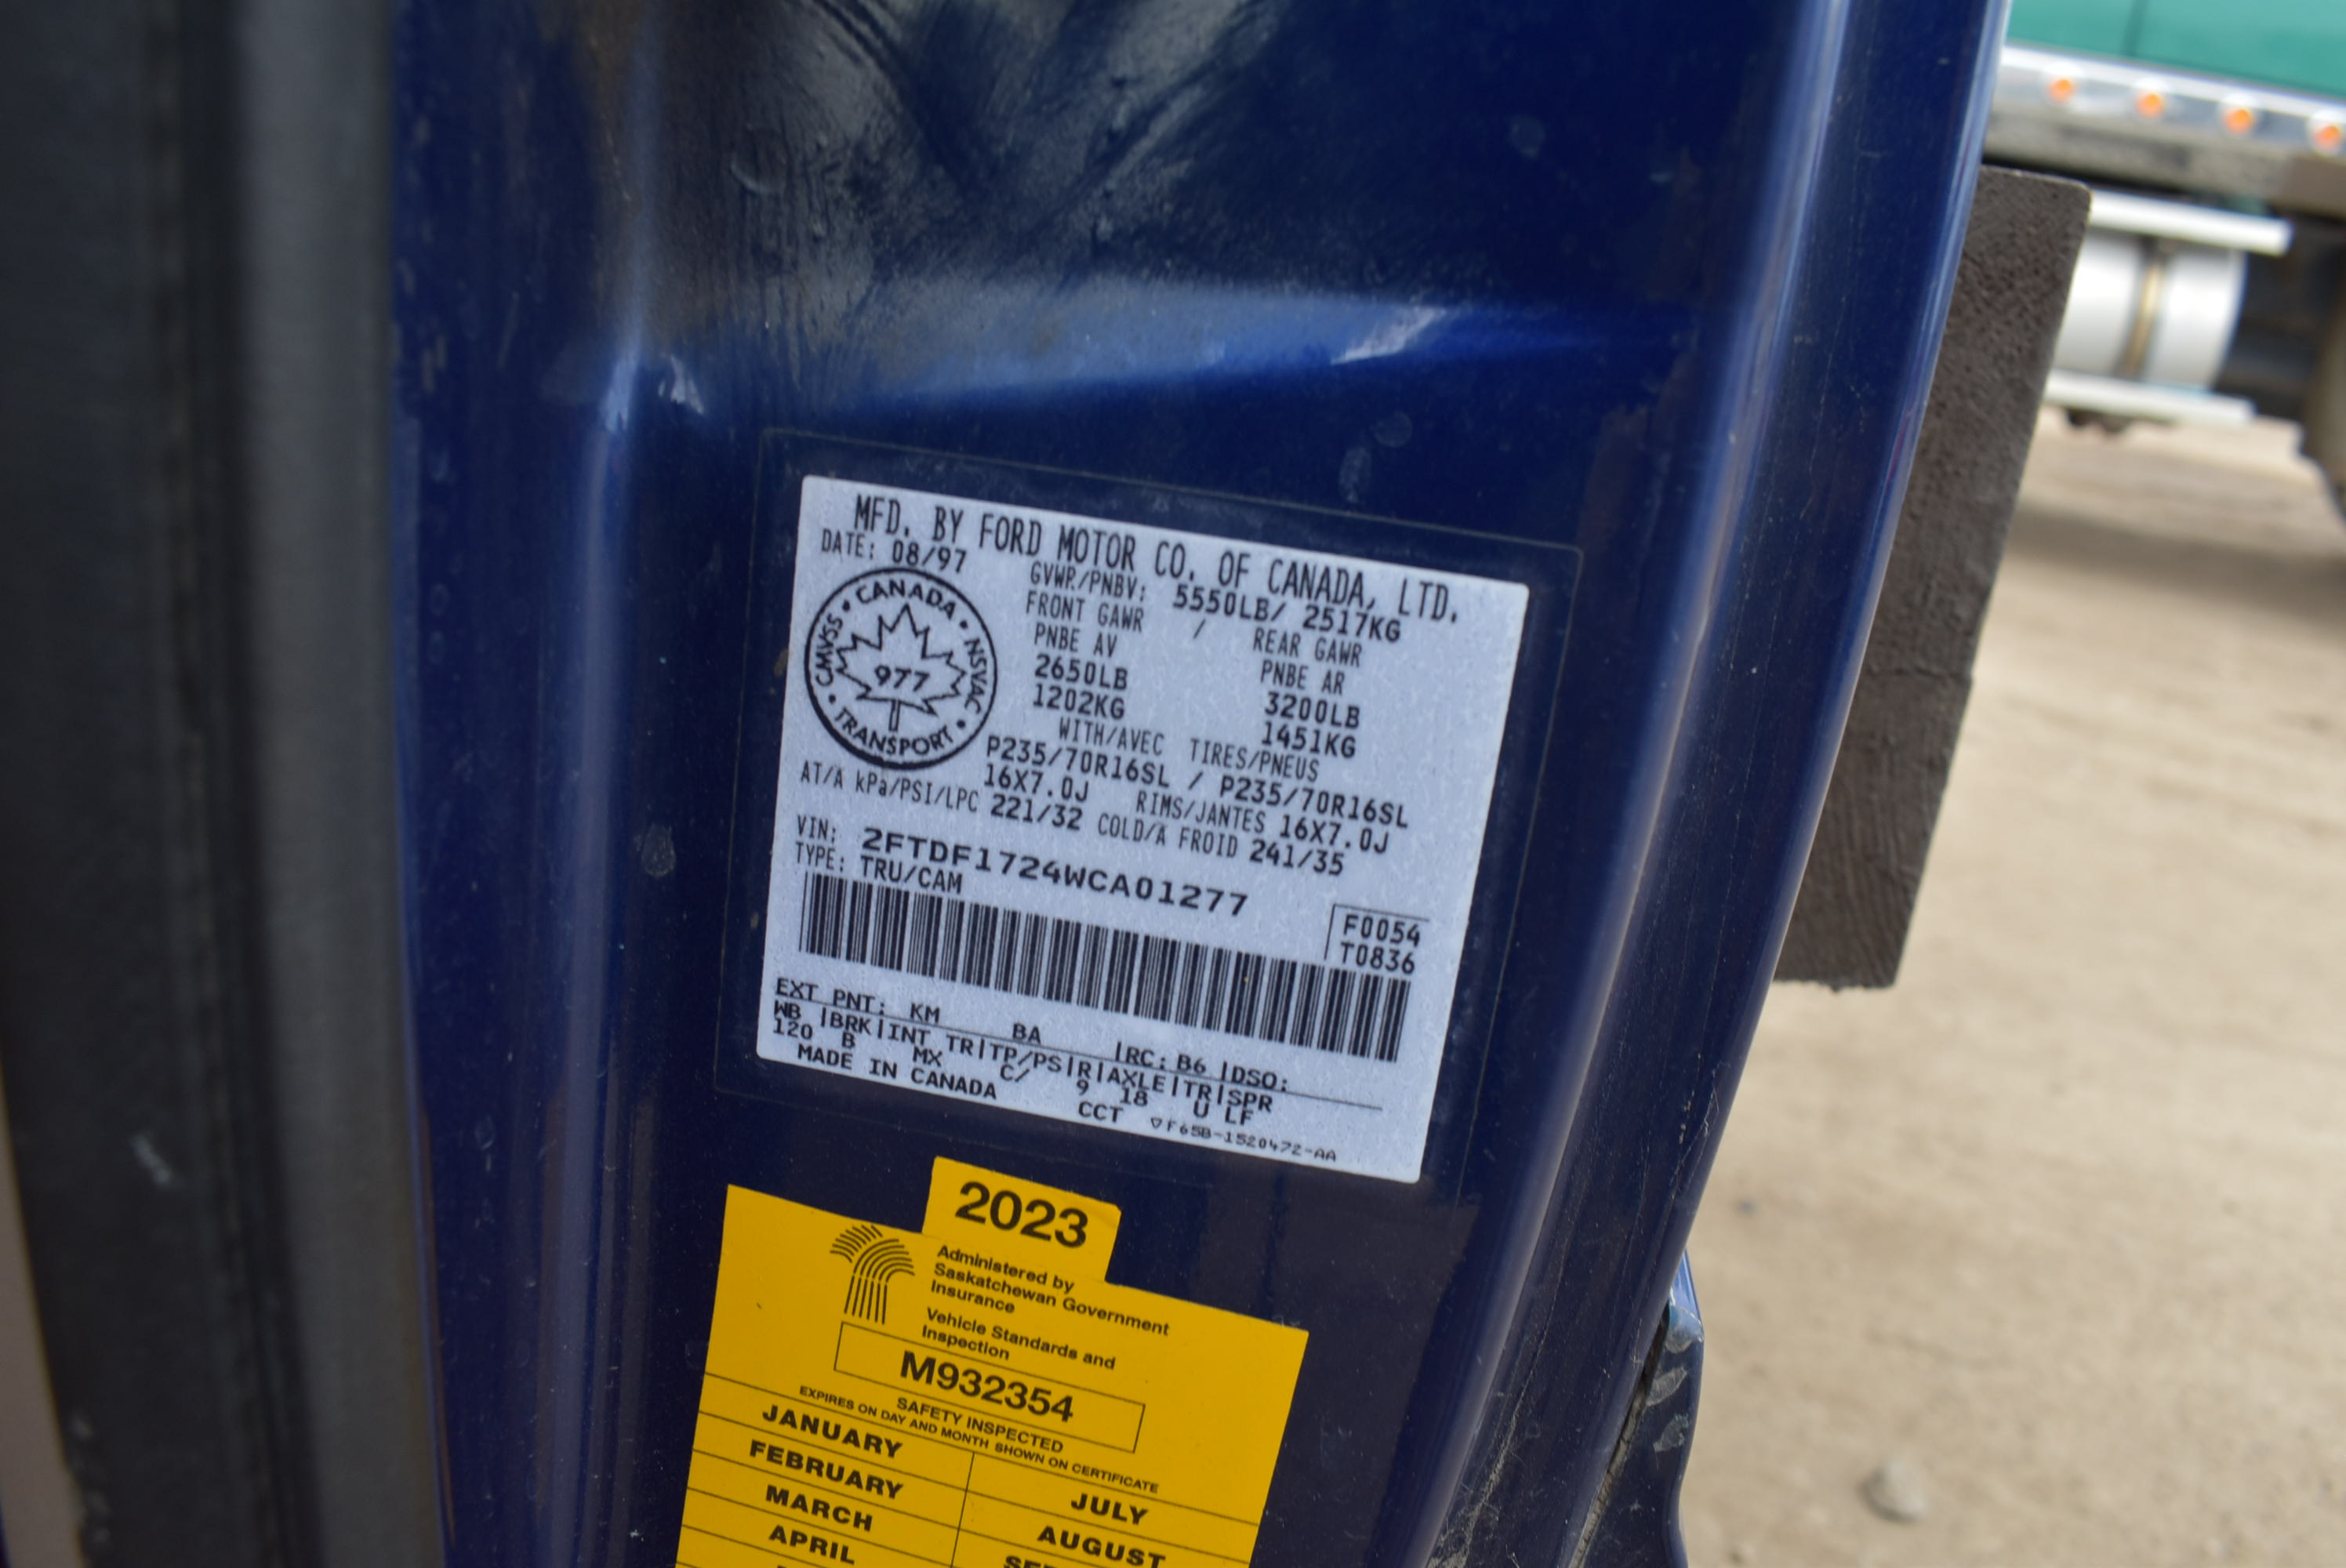 MFD. BY FORD MOTOR CO. OF CANADA, LTD.
DATE: 08/97
GVWR/PNBV: 5550LB/ 2517KG
FRONT GAWR / REAR GAWR
PNBE AV PNBE AR
2650LB 3200LB
1202KG 1451KG
WITH/AVEC TIRES/PNEUS
P235/70R16SL / P235/70R16SL
16X7.0J RIMS/JANTES 16X7.0J
AT/A kPa/PSI/LPC 221/32 COLD/A FROID 241/35
CANADA • NSVAC • TRANSPORT • CMVSS •
977
VIN: 2FTDF1724WCA01277
TYPE: TRU/CAM
F0054
T0836
EXT PNT: KM BA |RC: B6 |DSO:
WB |BRK|INT TR|TP/PS|R|AXLE|TR|SPR
120 B MX C/ 9 18 U LF
MADE IN CANADA CCT ▽F65B-1520472-AA
2023
Administered by
Saskatchewan Government
Insurance
Vehicle Standards and
Inspection
M932354
SAFETY INSPECTED
EXPIRES ON DAY AND MONTH SHOWN ON CERTIFICATE
JANUARY
FEBRUARY JULY
MARCH AUGUST
APRIL